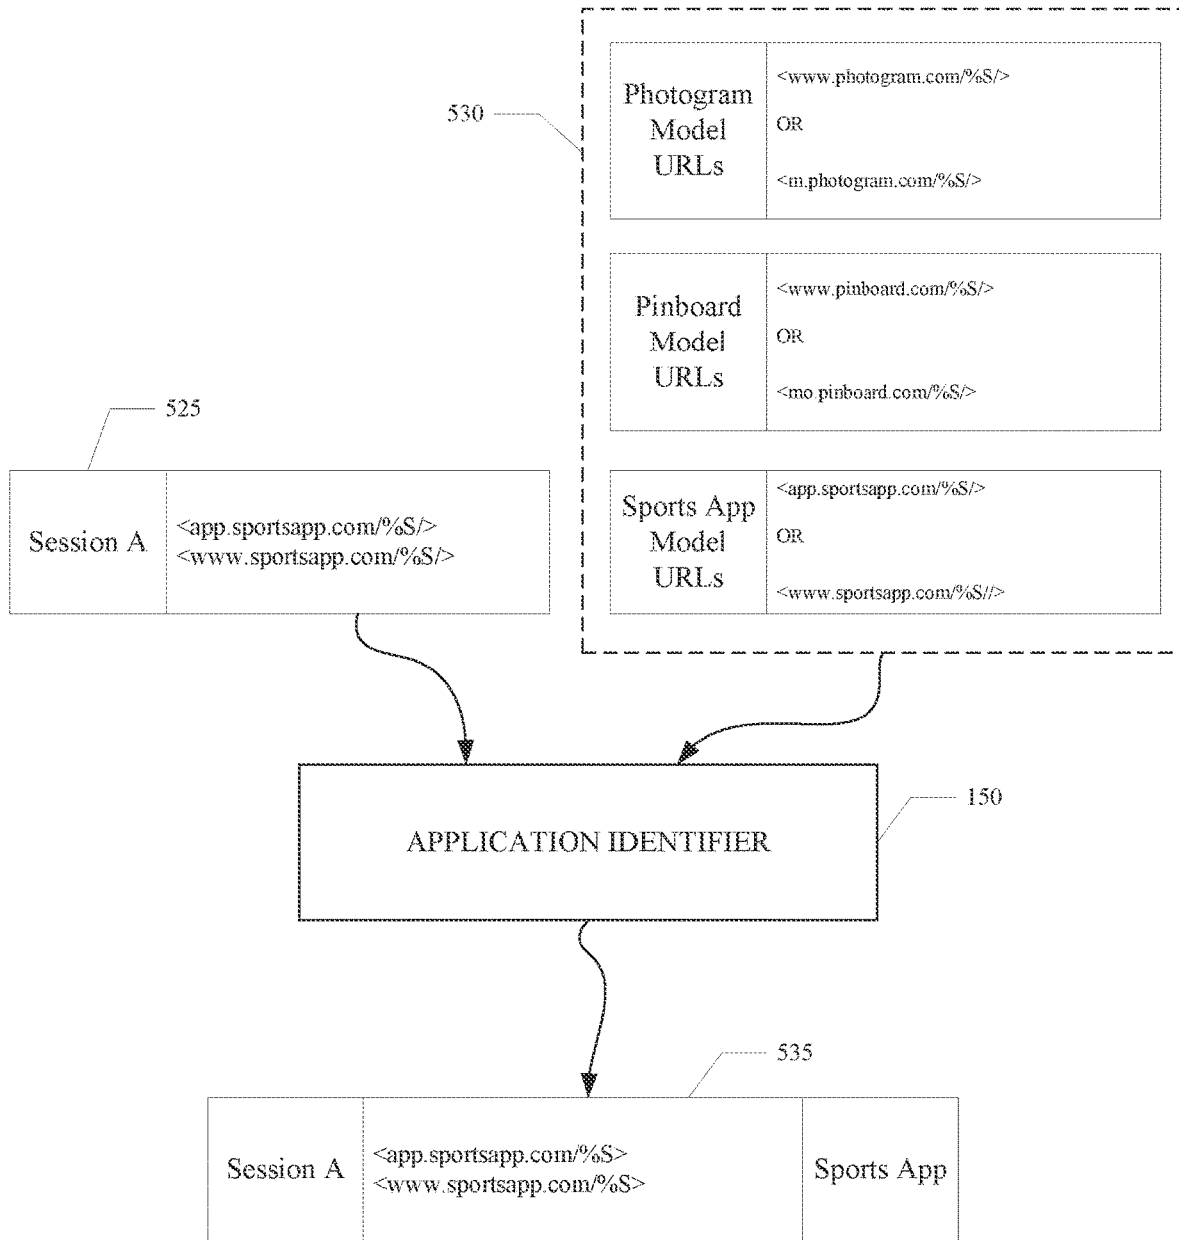 530
Photogram
Model
URLs
<www.photogram.com/%S/>
OR
<m.photogram.com/%S/>
Pinboard
Model
URLs
<www.pinboard.com/%S/>
OR
<mo.pinboard.com/%S/>
Sports App
Model
URLs
<app.sportsapp.com/%S/>
OR
<www.sportsapp.com/%S//>
525
Session A
<app.sportsapp.com/%S/>
<www.sportsapp.com/%S/>
APPLICATION IDENTIFIER
150
535
Session A
<app.sportsapp.com/%S>
<www.sportsapp.com/%S>
Sports App